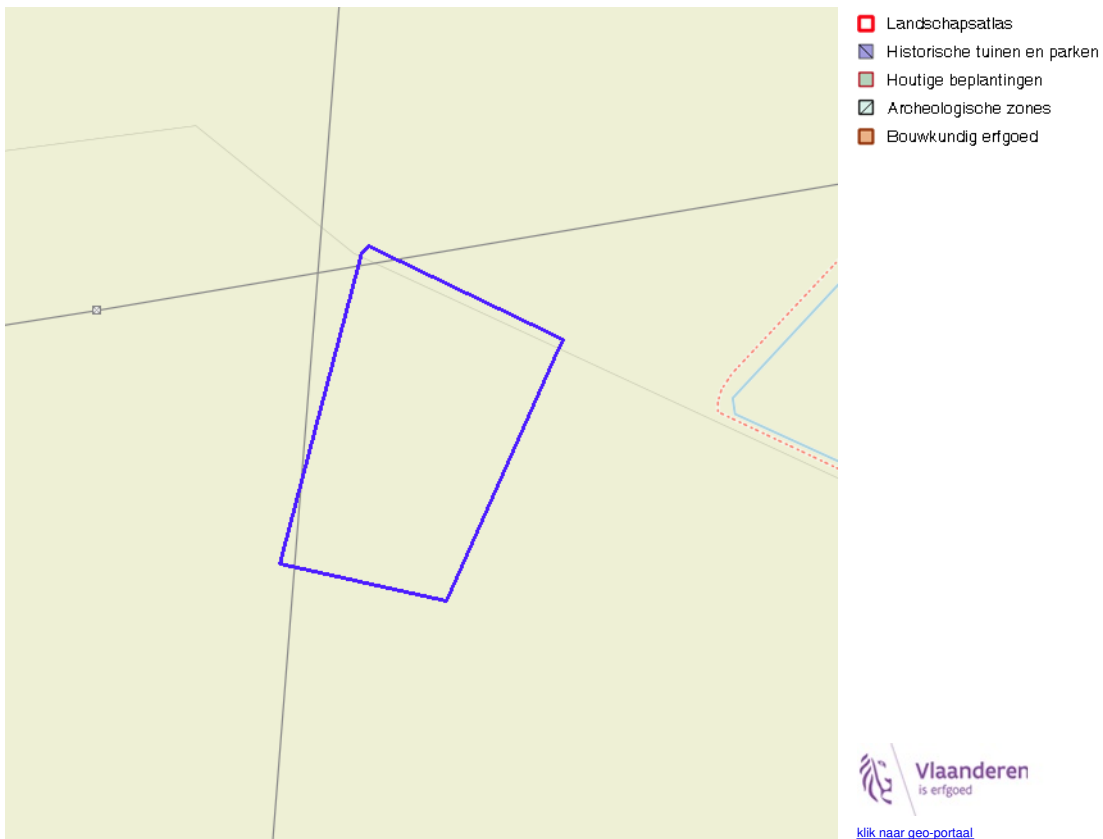 Landschapsatlas
Historische tuinen en parken
Houtige beplantingen
Archeologische zones
Bouwkundig erfgoed
Vlaanderen
is erfgoed
klik naar geo-portaal